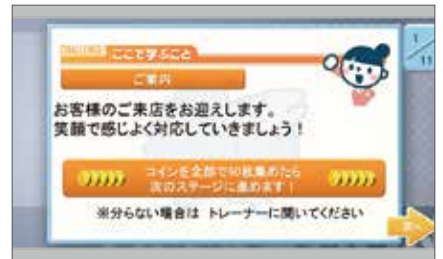 CHALLENGE! ここで学ぶこと
1
11
ご案内
お客様のご来店をお迎えします。
笑顔で感じよく対応していきましょう!
コインを全部で50枚集めたら
次のステージに進めます!
※分らない場合は トレーナーに聞いてください
次へ